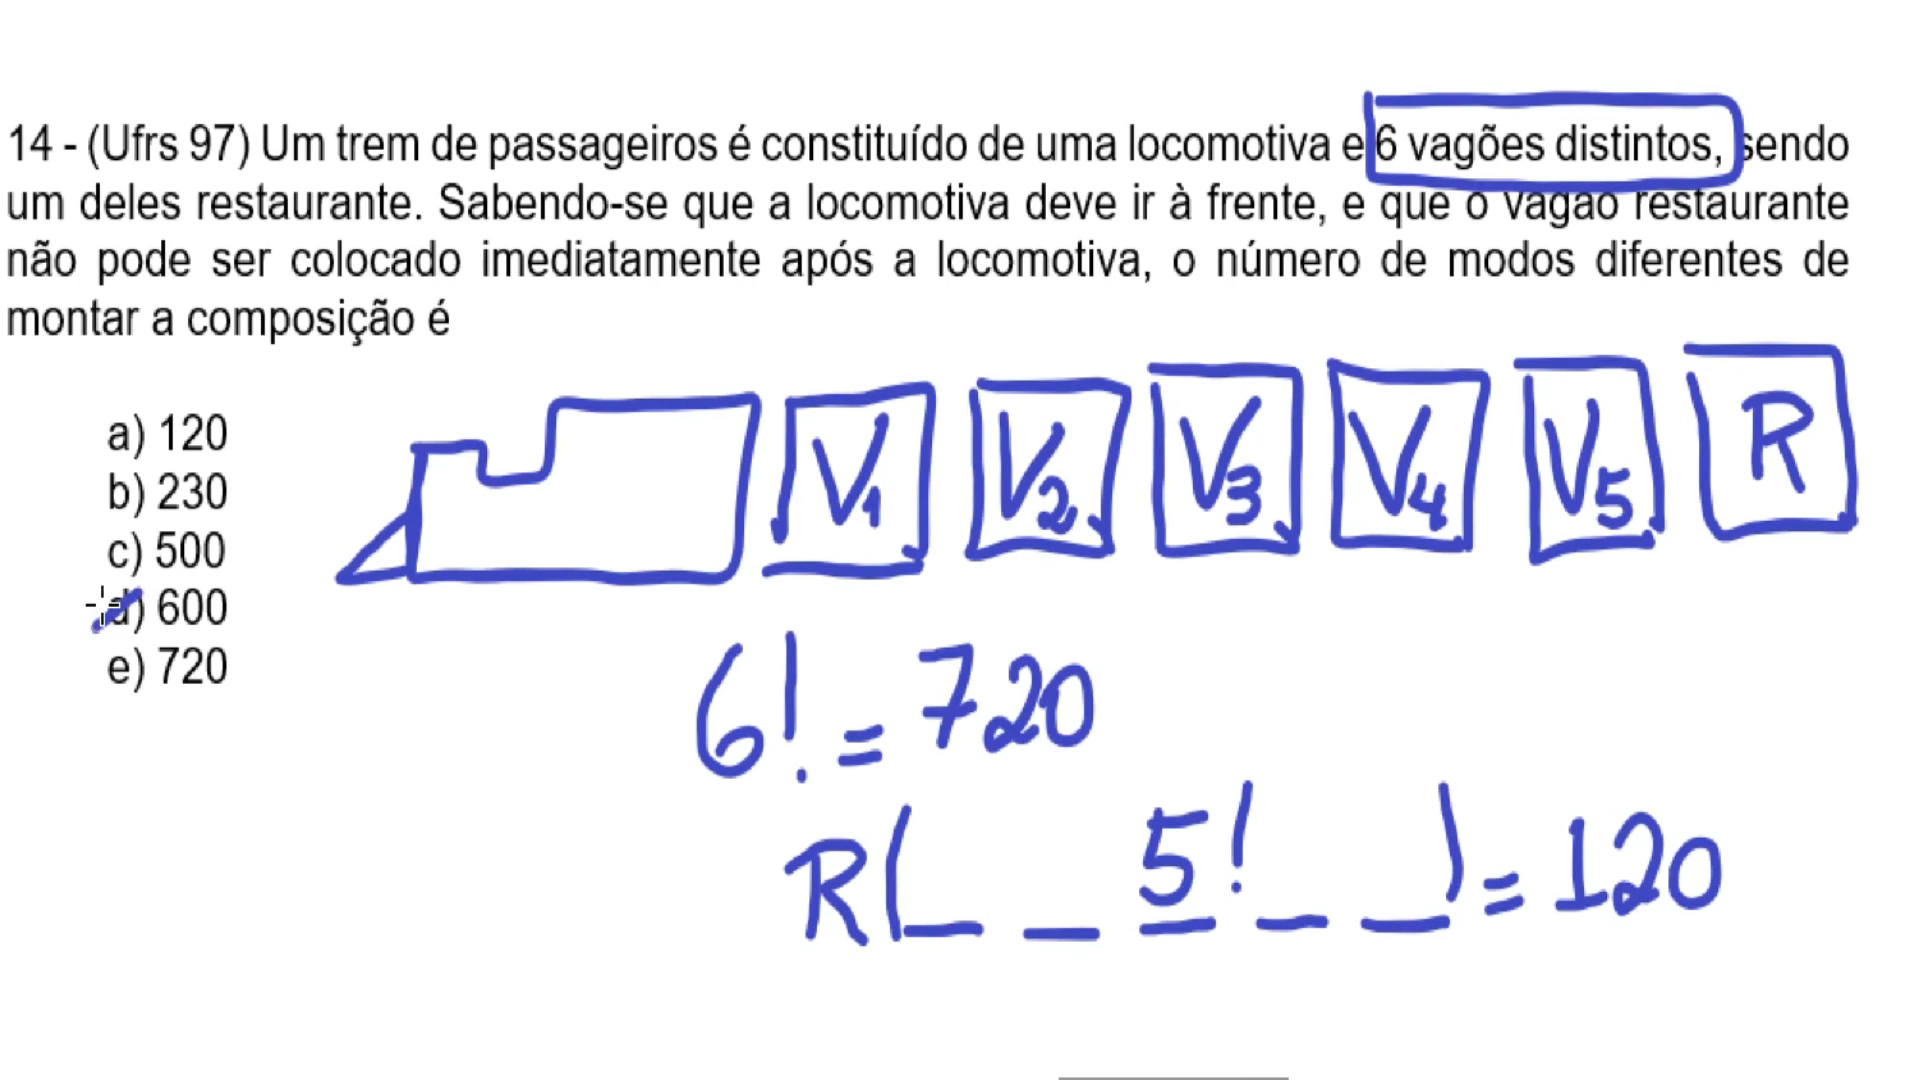 14 - (Ufrs 97) Um trem de passageiros é constituído de uma locomotiva e 6 vagões distintos, sendo
um deles restaurante. Sabendo-se que a locomotiva deve ir à frente, e que o vagão restaurante
não pode ser colocado imediatamente após a locomotiva, o número de modos diferentes de
montar a composição é
V1 V2 V3 V4 V5 R
a) 120
b) 230
c) 500
d) 600
e) 720
6! = 720
R(_ _ 5! _ _) = 120